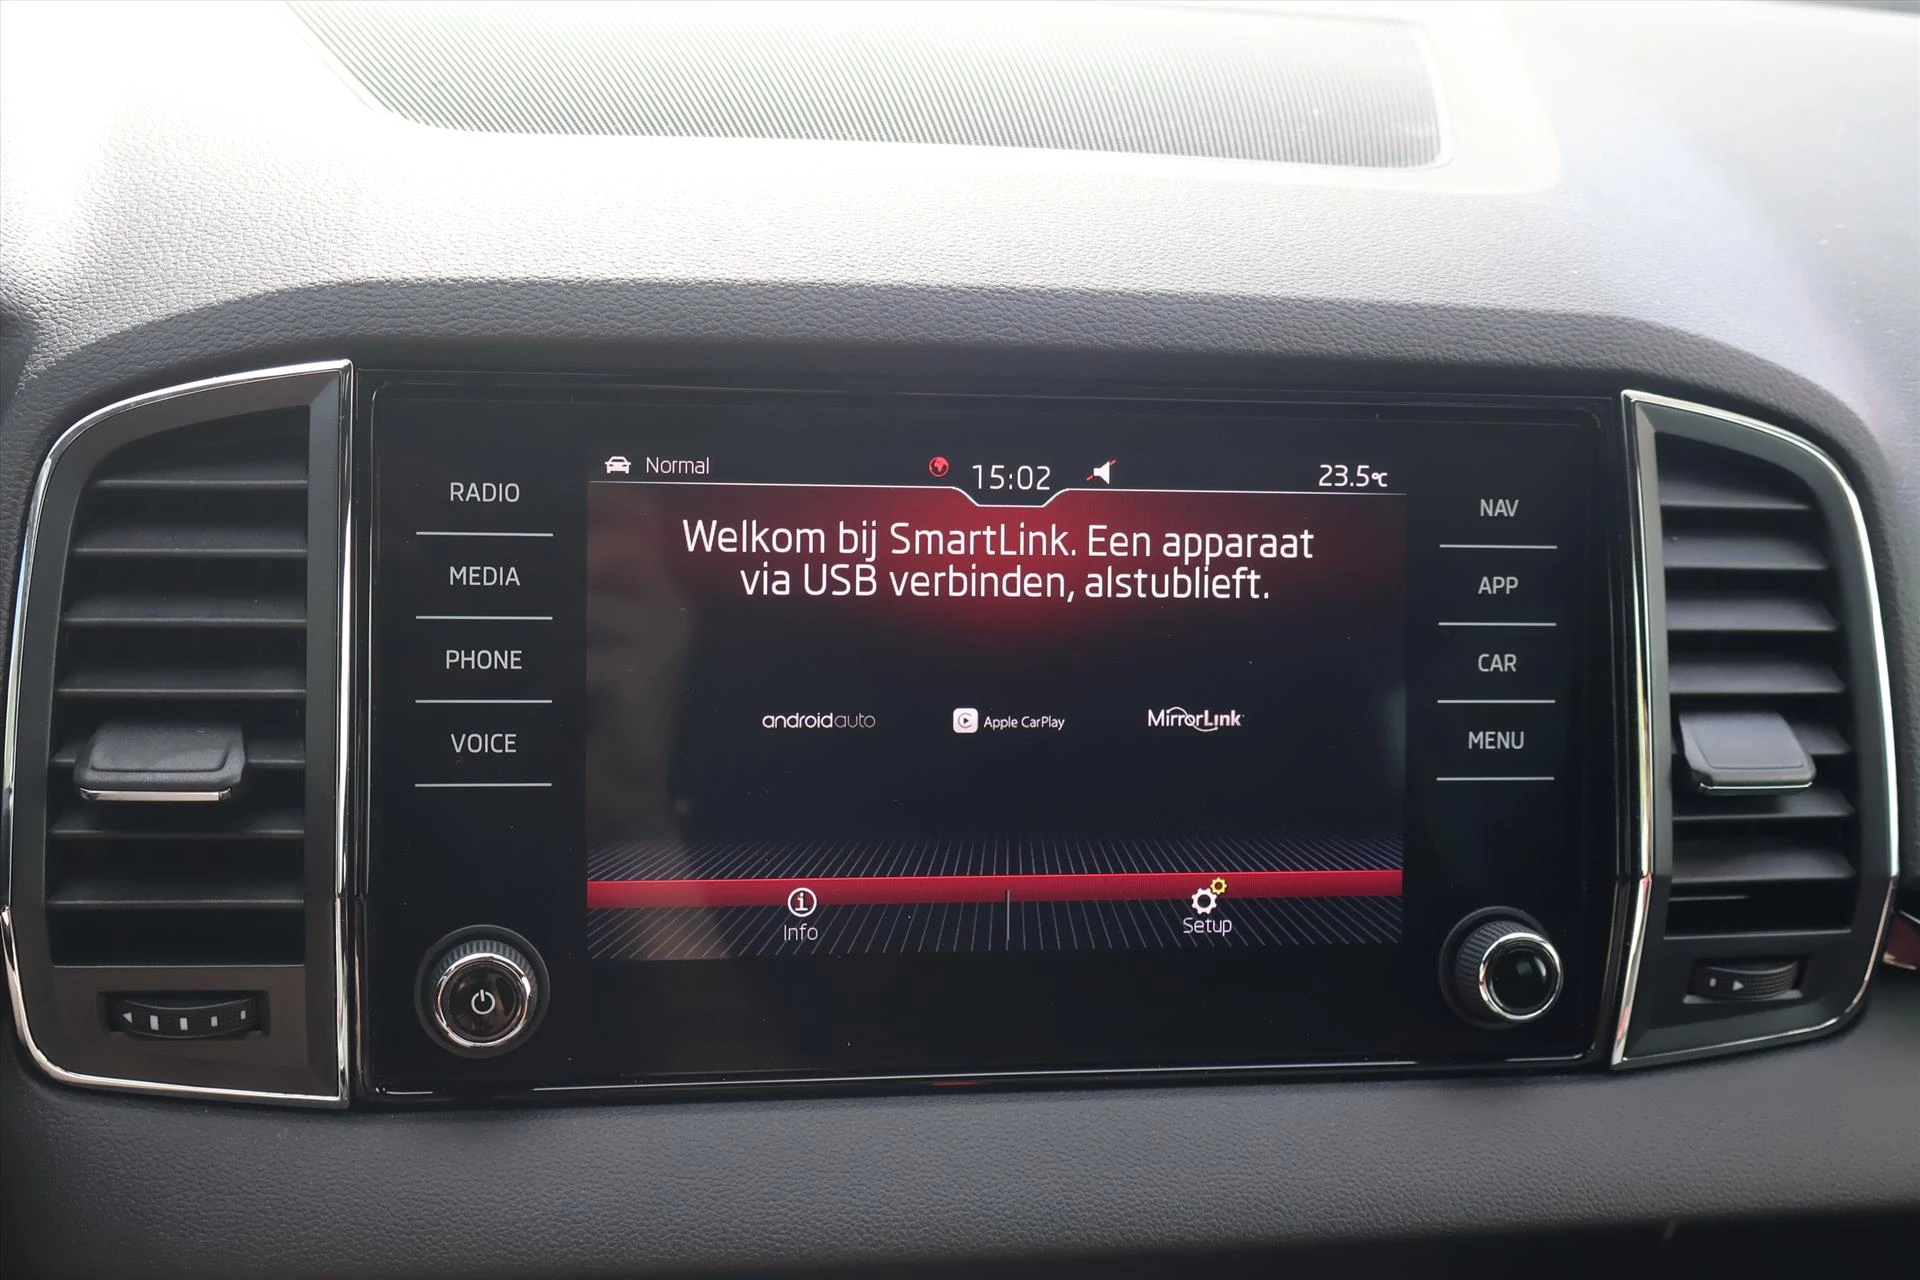 Normal
15:02
23.5°C
RADIO
MEDIA
PHONE
VOICE
Welkom bij SmartLink. Een apparaat
via USB verbinden, alstublieft.
androidauto
Apple CarPlay
MirrorLink
Info
Setup
NAV
APP
CAR
MENU